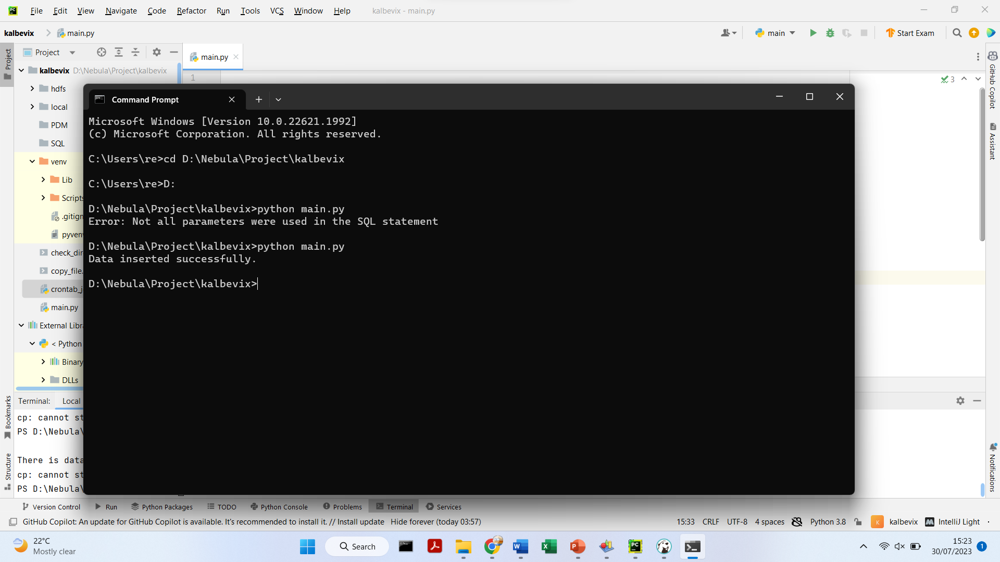 File Edit View Navigate Code Refactor Run Tools VCS Window Help kalbevix - main.py
kalbevix main.py
main
Start Exam
Project
main.py
Project
kalbevix D:\Nebula\Project\kalbevix
1
3
hdfs
local
PDM
SQL
venv
Lib
Scripts
.gitign
pyven
check_dir
copy_file.
crontab_j
main.py
External Libra
< Python
Binary
DLLs
GitHub Copilot
Assistant
Notifications
Command Prompt
Microsoft Windows [Version 10.0.22621.1992]
(c) Microsoft Corporation. All rights reserved.
C:\Users\re>cd D:\Nebula\Project\kalbevix
C:\Users\re>D:
D:\Nebula\Project\kalbevix>python main.py
Error: Not all parameters were used in the SQL statement
D:\Nebula\Project\kalbevix>python main.py
Data inserted successfully.
D:\Nebula\Project\kalbevix>
Bookmarks
Structure
Terminal: Local
cp: cannot st
PS D:\Nebula\
There is data
cp: cannot st
PS D:\Nebula\
Version Control Run Python Packages TODO Python Console Problems Terminal Services
GitHub Copilot: An update for GitHub Copilot is available. It's recommended to install it. // Install update Hide forever (today 03:57)
15:33 CRLF UTF-8 4 spaces Python 3.8 K kalbevix IntelliJ Light
22°C
Mostly clear
Search
15:23
30/07/2023
1